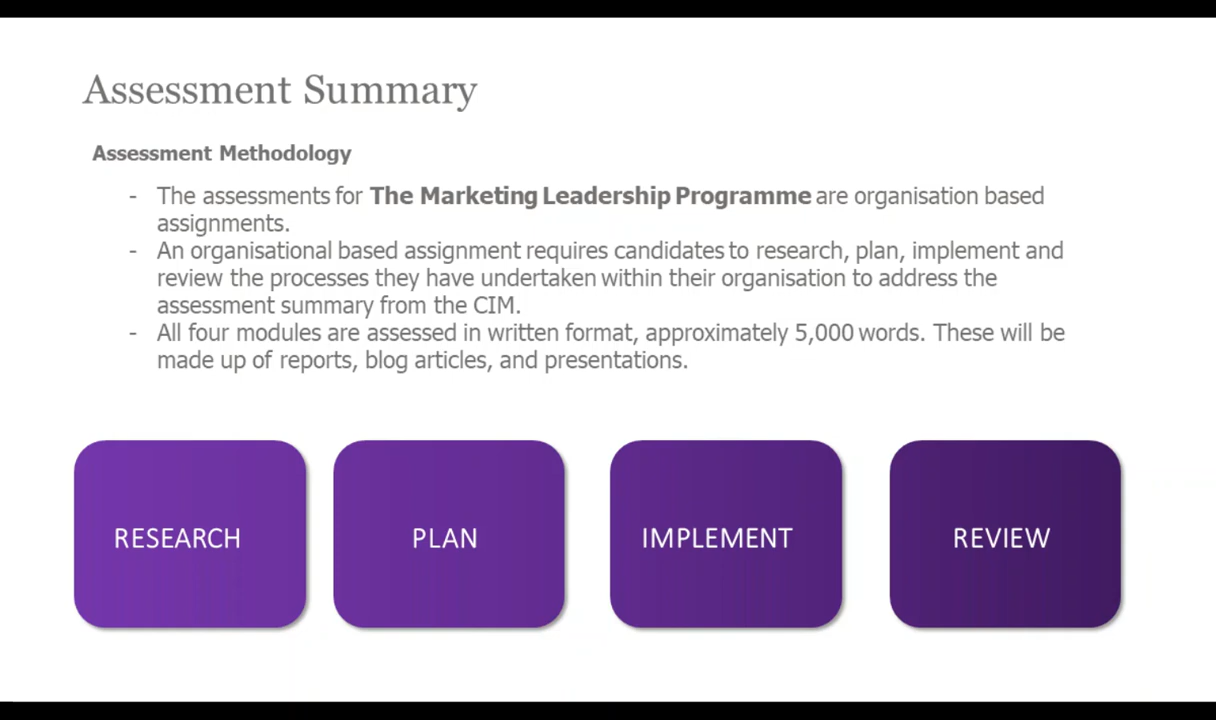 Assessment Summary
Assessment Methodology
- The assessments for The Marketing Leadership Programme are organisation based
assignments.
- An organisational based assignment requires candidates to research, plan, implement and
review the processes they have undertaken within their organisation to address the
assessment summary from the CIM.
- All four modules are assessed in written format, approximately 5,000 words. These will be
made up of reports, blog articles, and presentations.
RESEARCH
PLAN
IMPLEMENT
REVIEW